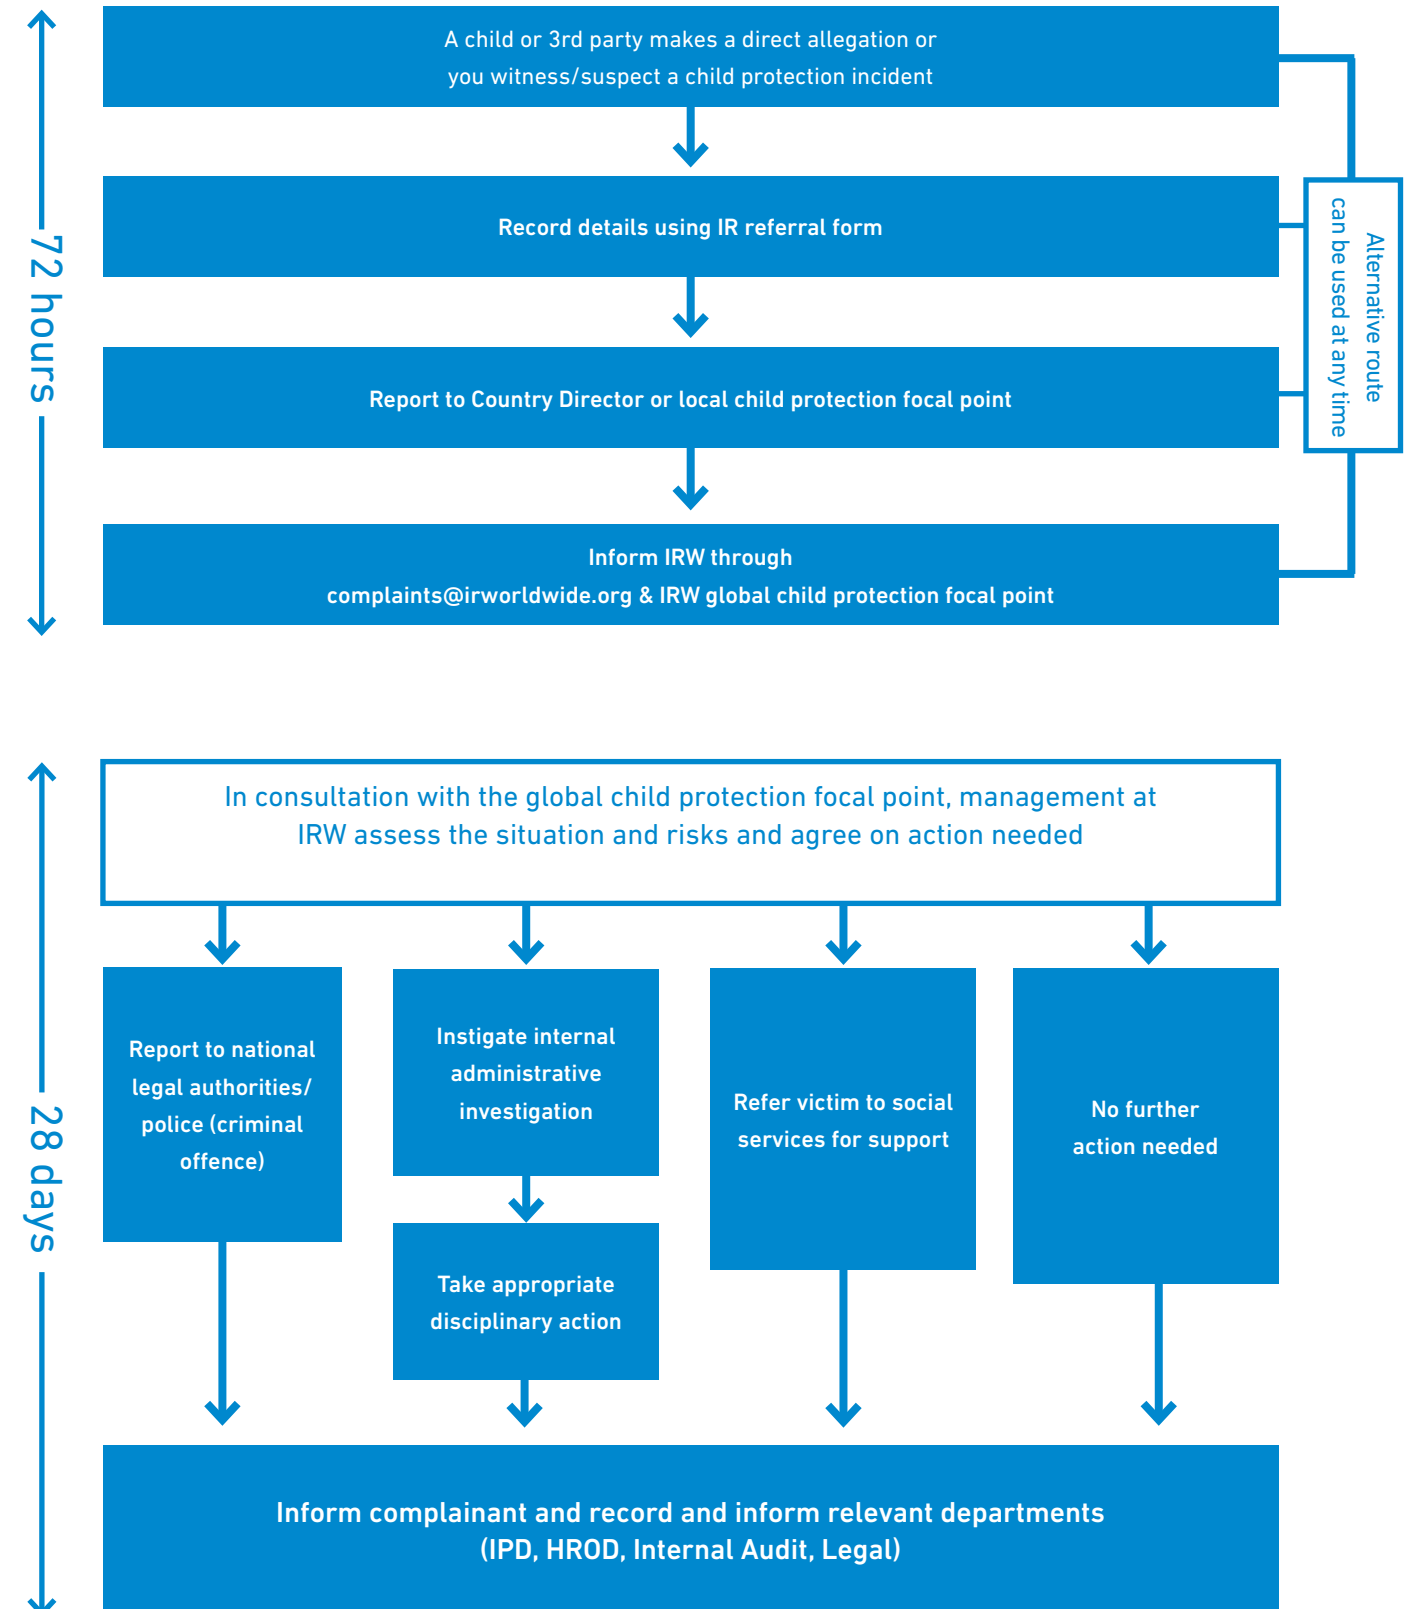 A child or 3rd party makes a direct allegation or
you witness/suspect a child protection incident
Record details using IR referral form
Report to Country Director or local child protection focal point
Inform IRW through
complaints@irworldwide.org & IRW global child protection focal point
72 hours
Alternative route
can be used at any time
In consultation with the global child protection focal point, management at
IRW assess the situation and risks and agree on action needed
Report to national
legal authorities/
police (criminal
offence)
Instigate internal
administrative
investigation
Take appropriate
disciplinary action
Refer victim to social
services for support
No further
action needed
28 days
Inform complainant and record and inform relevant departments
(IPD, HROD, Internal Audit, Legal)